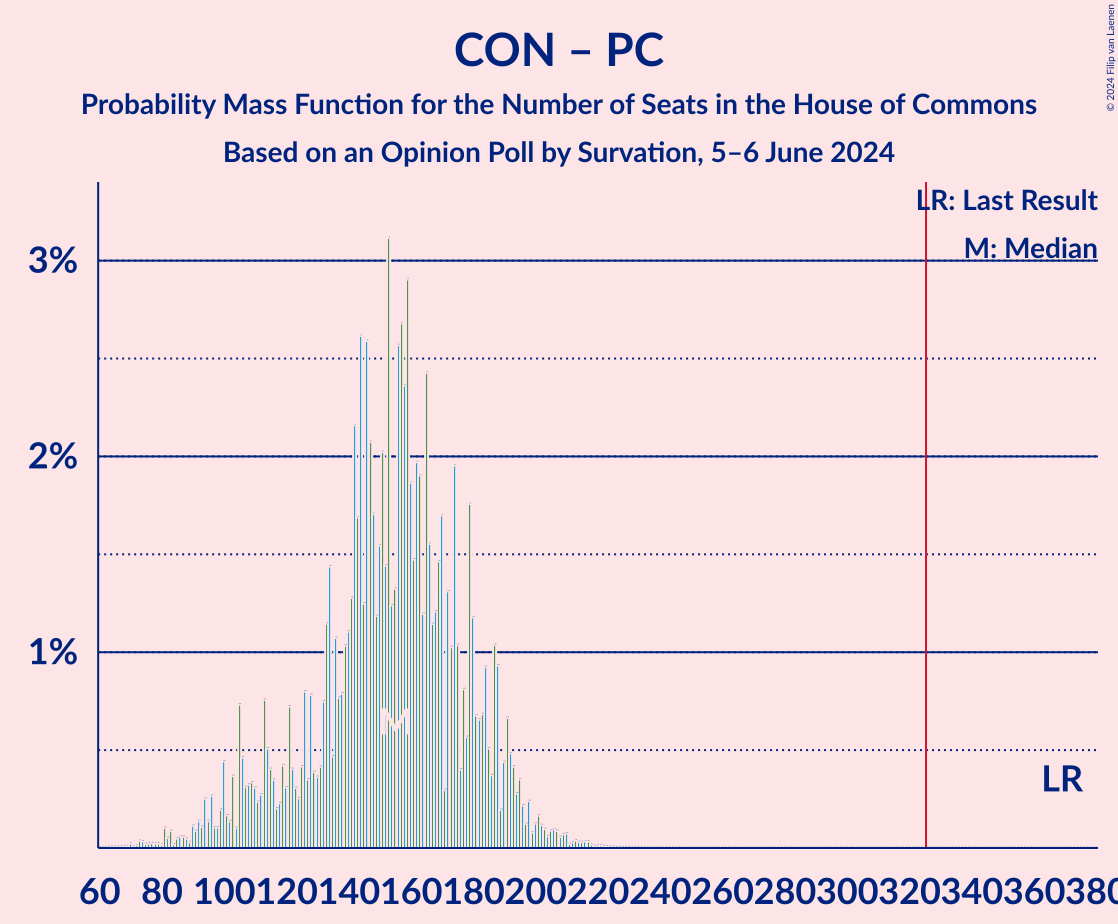 CON – PC
Probability Mass Function for the Number of Seats in the House of Commons
Based on an Opinion Poll by Survation, 5–6 June 2024
© 2024 Filip van Laenen
LR: Last Result
M: Median
3%
2%
1%
M
LR
60 80 100 120 140 160 180 200 220 240 260 280 300 320 340 360 380